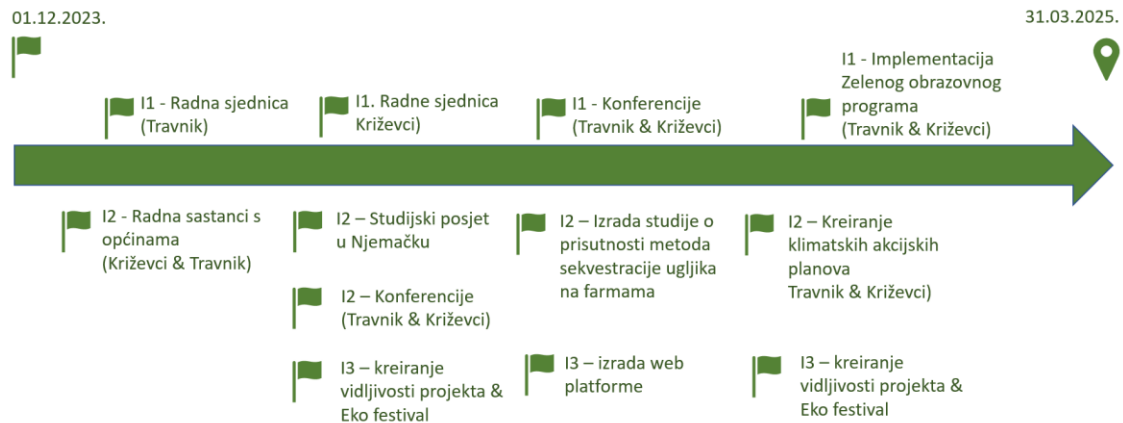 01.12.2023.
31.03.2025.
I1 - Radna sjednica
(Travnik)
I1. Radne sjednica
Križevci)
I1 - Konferencije
(Travnik & Križevci)
I1 - Implementacija
Zelenog obrazovnog
programa
(Travnik & Križevci)
I2 - Radna sastanci s
općinama
(Križevci & Travnik)
I2 – Studijski posjet
u Njemačku
I2 – Izrada studije o
prisutnosti metoda
sekvestracije ugljika
na farmama
I2 – Kreiranje
klimatskih akcijskih
planova
Travnik & Križevci)
I2 – Konferencije
(Travnik & Križevci)
I3 – kreiranje
vidljivosti projekta &
Eko festival
I3 – izrada web
platforme
I3 – kreiranje
vidljivosti projekta &
Eko festival